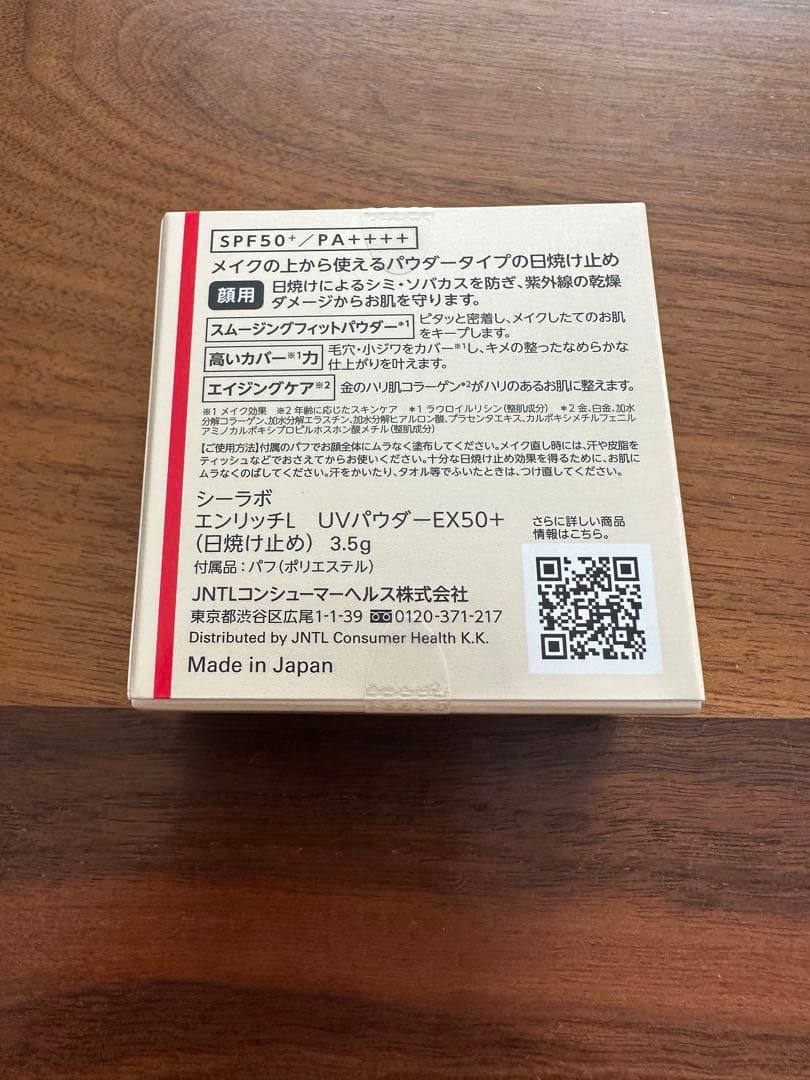 SPF50+／PA++++
メイクの上から使えるパウダータイプの日焼け止め
顔用
日焼けによるシミ・ソバカスを防ぎ、紫外線の乾燥
ダメージからお肌を守ります。
スムージングフィットパウダー*1
ピタッと密着し、メイクしたてのお肌
をキープします。
高いカバー※1力
毛穴・小ジワをカバー※1し、キメの整ったなめらかな
仕上がりを叶えます。
エイジングケア※2
金のハリ肌コラーゲン*2がハリのあるお肌に整えます。
※1 メイク効果　※2 年齢に応じたスキンケア　*1 ラウロイルリシン（整肌成分）　*2 金、白金、加水
分解コラーゲン、加水分解エラスチン、加水分解ヒアルロン酸、プラセンタエキス、カルボキシメチルフェニル
アミノカルボキシプロピルホスホン酸メチル（整肌成分）
【ご使用方法】付属のパフでお顔全体にムラなく塗布してください。メイク直し時には、汗や皮脂を
ティッシュなどでおさえてからお使いください。十分な日焼け止め効果を得るために、お肌に
ムラなくのばしてください。汗をかいたり、タオル等でふいたときは、つけ直してください。
シーラボ
エンリッチL　UVパウダーEX50+
（日焼け止め）　3.5g
付属品：パフ（ポリエステル）
さらに詳しい商品
情報はこちら。
JNTLコンシューマーヘルス株式会社
東京都渋谷区広尾1-1-39 0120-371-217
Distributed by JNTL Consumer Health K.K.
Made in Japan